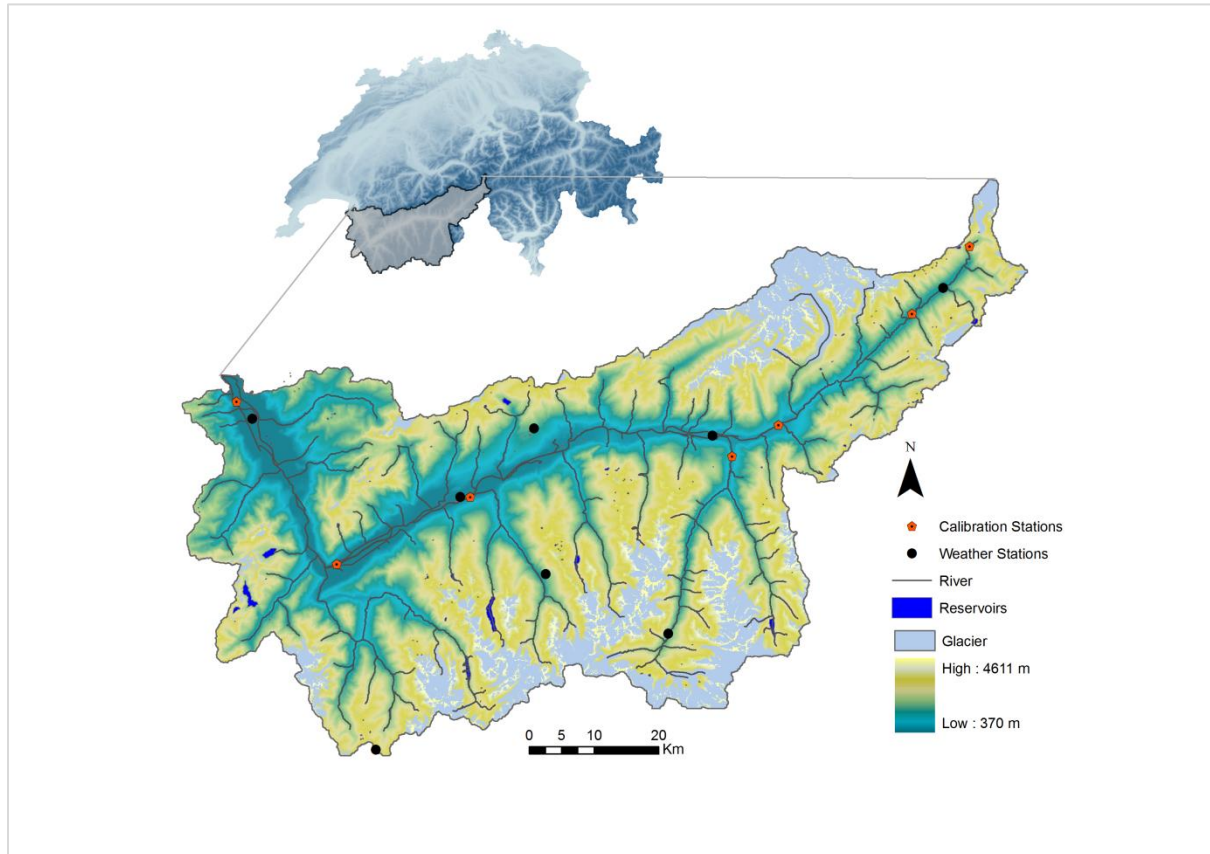 N
Calibration Stations
Weather Stations
River
Reservoirs
Glacier
High : 4611 m
Low : 370 m
0 5 10 20
Km